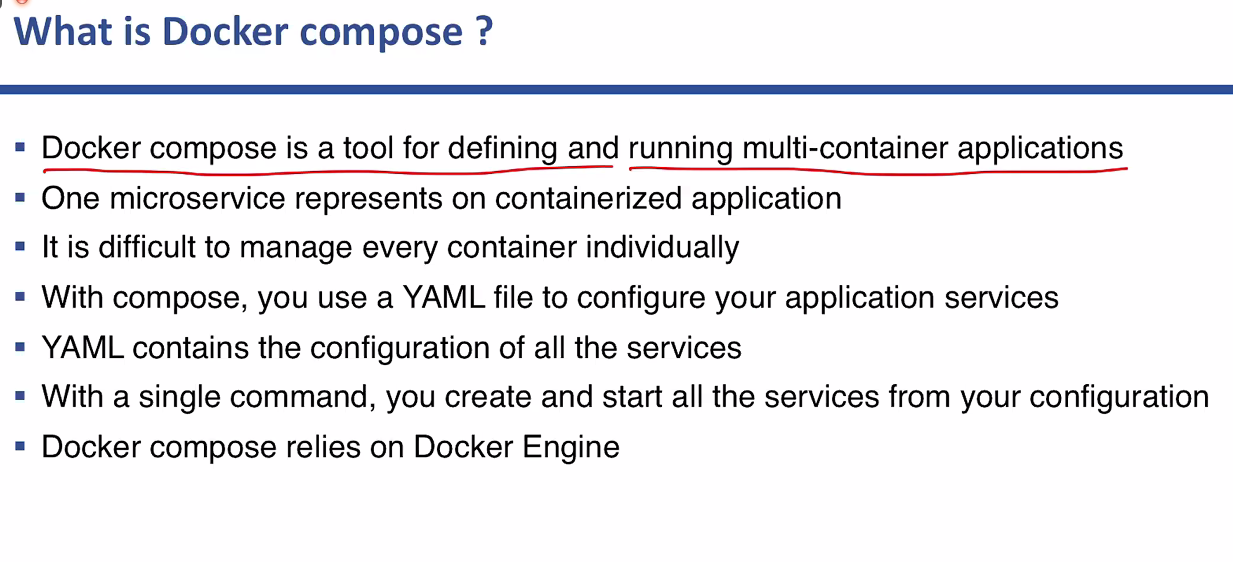 What is Docker compose ?
Docker compose is a tool for defining and running multi-container applications
One microservice represents on containerized application
It is difficult to manage every container individually
With compose, you use a YAML file to configure your application services
YAML contains the configuration of all the services
With a single command, you create and start all the services from your configuration
Docker compose relies on Docker Engine